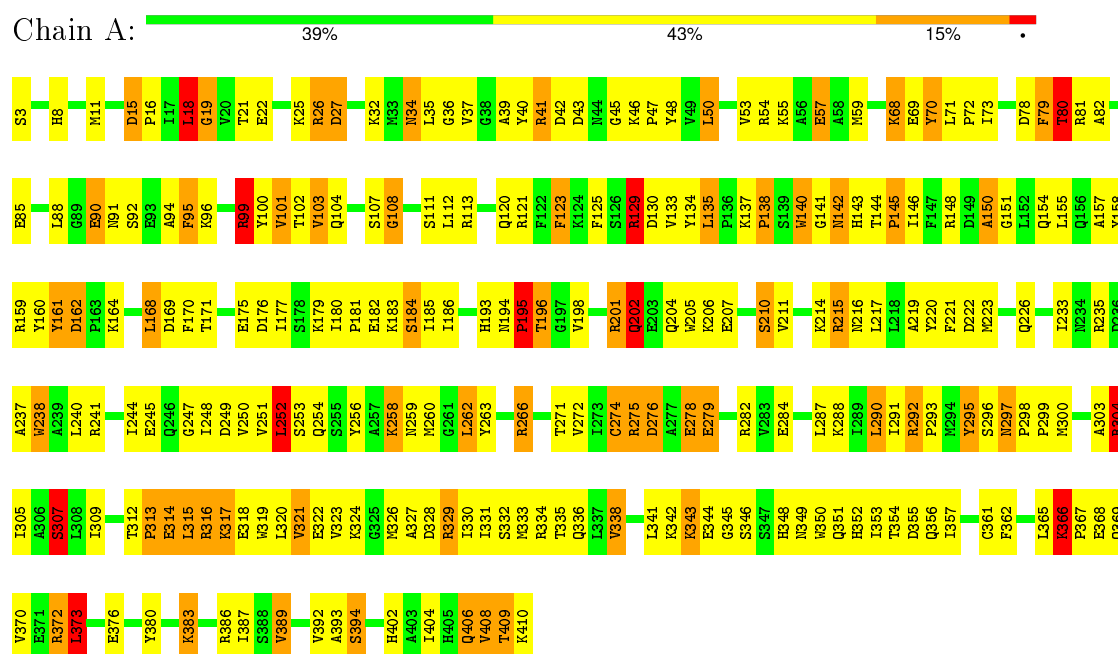 Chain A:
39% 43% 15% •
S3 H8 M11 D15 P16 I17 L18 G19 V20 T21 E22 K25 R26 D27 K32 M33 N34 L35 G36 V37 G38 A39 Y40 R41 D42 D43 N44 G45 K46 P47 Y48 V49 L50 V53 R54 K55 A56 E57 A58 M59 K68 E69 Y70 L71 P72 I73 D78 F79 T80 R81 A82
E85 L88 G89 E90 N91 S92 E93 A94 F95 K96 R99 Y100 V101 T102 V103 Q104 S107 G108 S111 L112 R113 Q120 R121 F122 F123 K124 F125 S126 R129 D130 V133 Y134 L135 P136 K137 P138 S139 W140 G141 N142 H143 T144 P145 I146 F147 R148 D149 A150 G151 L152 Q154 L155 Q156 A157 Y158
R159 Y160 Y161 D162 P163 K164 L168 D169 F170 T171 E175 D176 I177 S178 K179 I180 P181 E182 K183 S184 I185 I186 H193 N194 P195 T196 G197 V198 R201 Q202 E203 Q204 W205 K206 E207 S210 V211 K214 R215 N216 L217 L218 A219 Y220 F221 D222 M223 Q226 I233 N234 R235
A237 W238 A239 L240 R241 I244 E245 Q246 G247 I248 D249 V250 V251 L252 S253 Q254 S255 Y256 A257 K258 N259 M260 G261 L262 Y263 R266 T271 V272 I273 C274 R275 D276 A277 E278 E279 R282 V283 E284 L287 K288 I289 L290 I291 R292 P293 M294 Y295 S296 N297 P298 P299 M300 A303
I305 A306 S307 L308 I309 T312 P313 E314 L315 R316 K317 E318 W319 L320 V321 E322 V323 K324 G325 M326 A327 D328 R329 I330 I331 S332 M333 R334 T335 Q336 L337 V338 L341 K342 K343 E344 G345 S346 S347 H348 N349 W350 Q351 H352 I353 T354 D355 Q356 I357 C361 F362 L365 K366 P367 E368
V370 E371 R372 L373 E376 Y380 K383 R386 I387 S388 V389 V392 A393 S394 H402 A403 I404 H405 Q406 V408 T409 K410